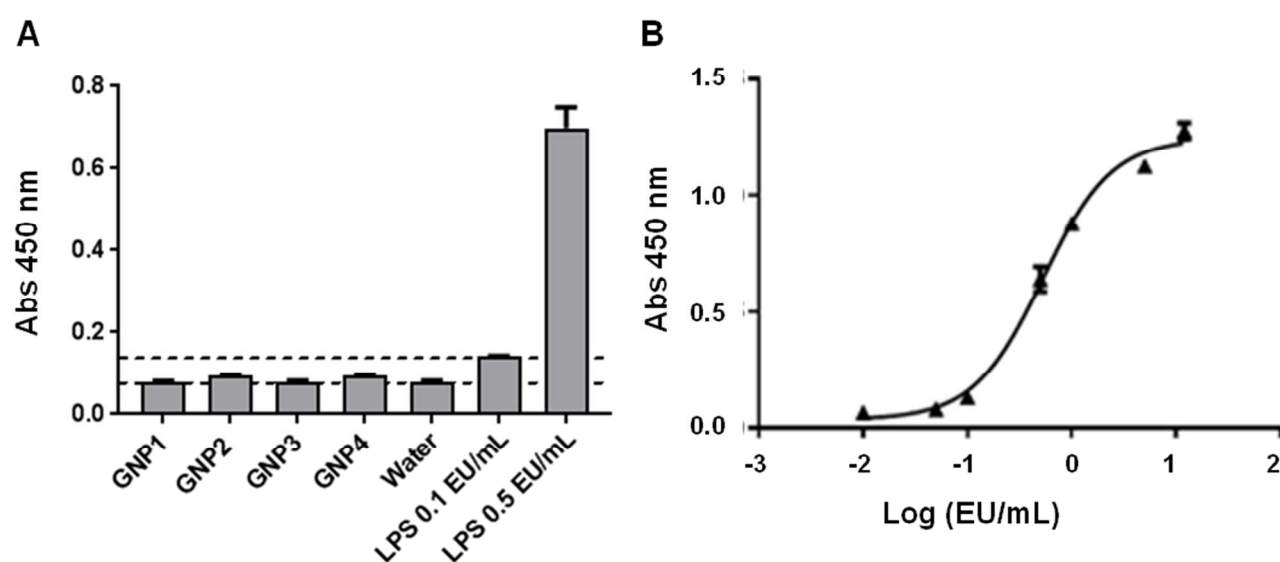 A
Abs 450 nm
0.8
0.6
0.4
0.2
0.0
GNP1
GNP2
GNP3
GNP4
Water
LPS 0.1 EU/mL
LPS 0.5 EU/mL
B
Abs 450 nm
1.5
1.0
0.5
0.0
-3 -2 -1 0 1 2
Log (EU/mL)